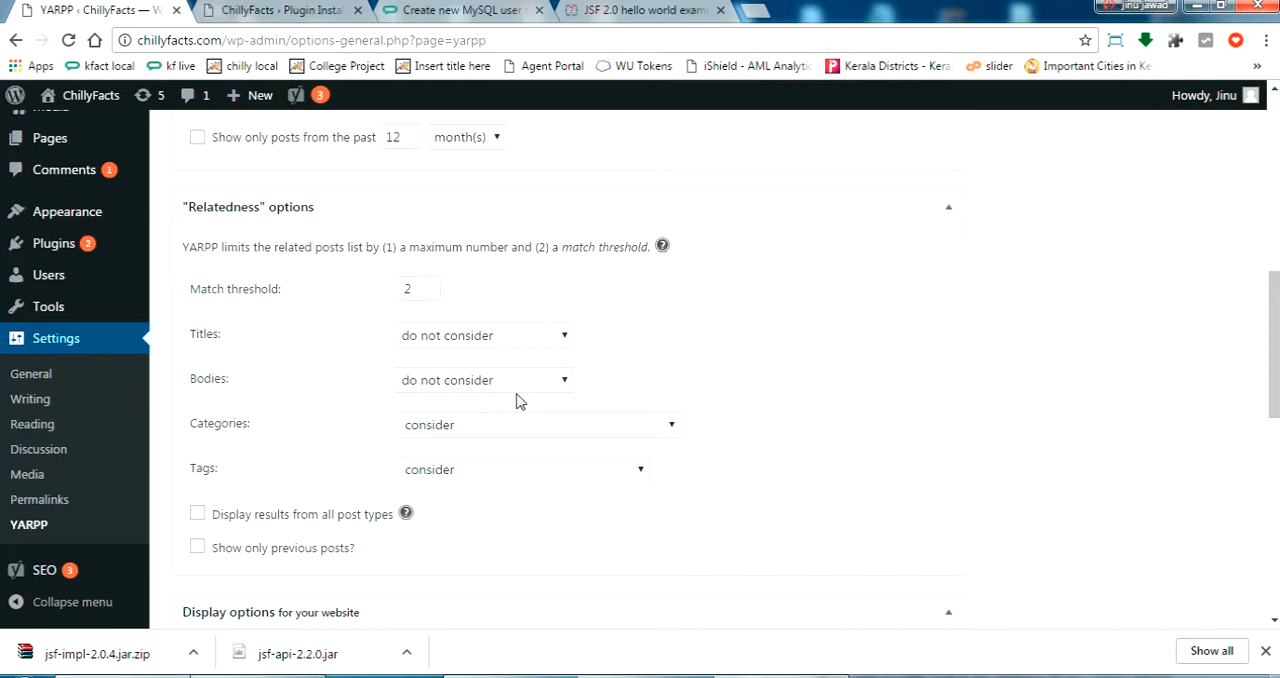 YARPP ‹ ChillyFacts — W
ChillyFacts › Plugin Insta
Create new MySQL user
JSF 2.0 hello world exam
jinu jawad
chillyfacts.com/wp-admin/options-general.php?page=yarpp
Apps
kfact local
kf live
chilly local
College Project
Insert title here
Agent Portal
WU Tokens
iShield - AML Analytic
Kerala Districts - Kera
slider
Important Cities in Ke
»
ChillyFacts
5
1
New
3
Howdy, Jinu
Pages
Comments 1
Appearance
Plugins 2
Users
Tools
Settings
General
Writing
Reading
Discussion
Media
Permalinks
YARPP
SEO 3
Collapse menu
Show only posts from the past 12 month(s)
"Relatedness" options
YARPP limits the related posts list by (1) a maximum number and (2) a match threshold.
Match threshold: 2
Titles: do not consider
Bodies: do not consider
Categories: consider
Tags: consider
Display results from all post types
Show only previous posts?
Display options for your website
jsf-impl-2.0.4.jar.zip
jsf-api-2.2.0.jar
Show all